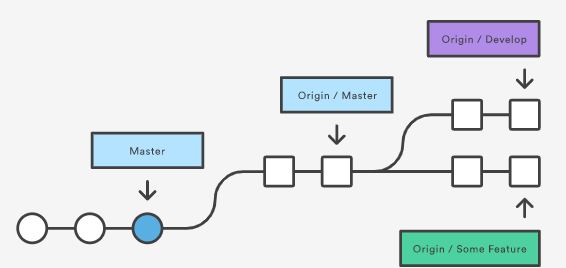 Origin / Develop
Origin / Master
Master
Origin / Some Feature